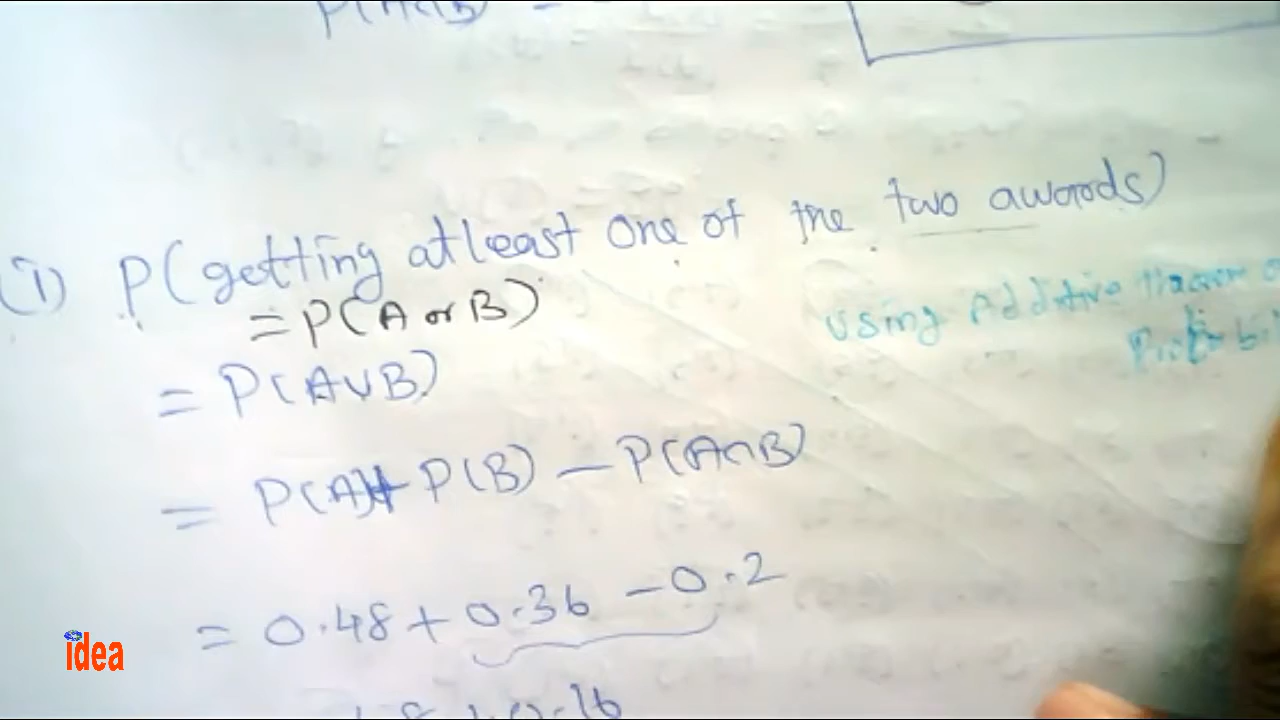 (i) P(getting atleast one of the two awards)
= P(A or B)
using Additive
= P(A∪B)
= P(A)+ P(B) – P(A∩B)
= 0.48 + 0.36 – 0.2
idea